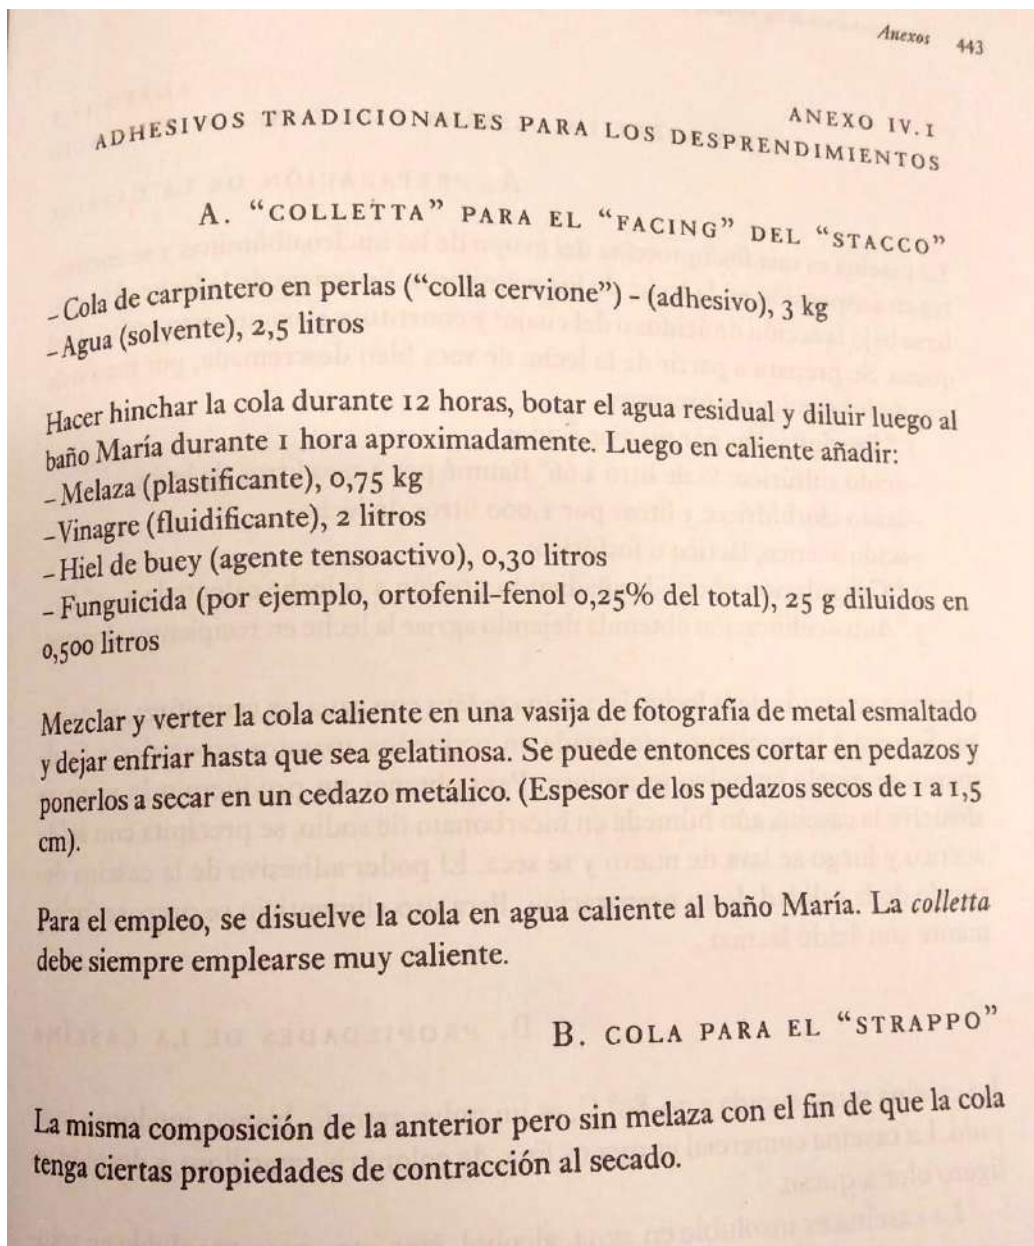 Anexos 443
ANEXO IV.I
ADHESIVOS TRADICIONALES PARA LOS DESPRENDIMIENTOS
A. “COLLETTA” PARA EL “FACING” DEL “STACCO”
– Cola de carpintero en perlas (“colla cervione”) – (adhesivo), 3 kg
– Agua (solvente), 2,5 litros
Hacer hinchar la cola durante 12 horas, botar el agua residual y diluir luego al
baño María durante 1 hora aproximadamente. Luego en caliente añadir:
– Melaza (plastificante), 0,75 kg
– Vinagre (fluidificante), 2 litros
– Hiel de buey (agente tensoactivo), 0,30 litros
– Funguicida (por ejemplo, ortofenil-fenol 0,25% del total), 25 g diluidos en
0,500 litros
Mezclar y verter la cola caliente en una vasija de fotografía de metal esmaltado
y dejar enfriar hasta que sea gelatinosa. Se puede entonces cortar en pedazos y
ponerlos a secar en un cedazo metálico. (Espesor de los pedazos secos de 1 a 1,5
cm).
Para el empleo, se disuelve la cola en agua caliente al baño María. La colletta
debe siempre emplearse muy caliente.
B. COLA PARA EL “STRAPPO”
La misma composición de la anterior pero sin melaza con el fin de que la cola
tenga ciertas propiedades de contracción al secado.